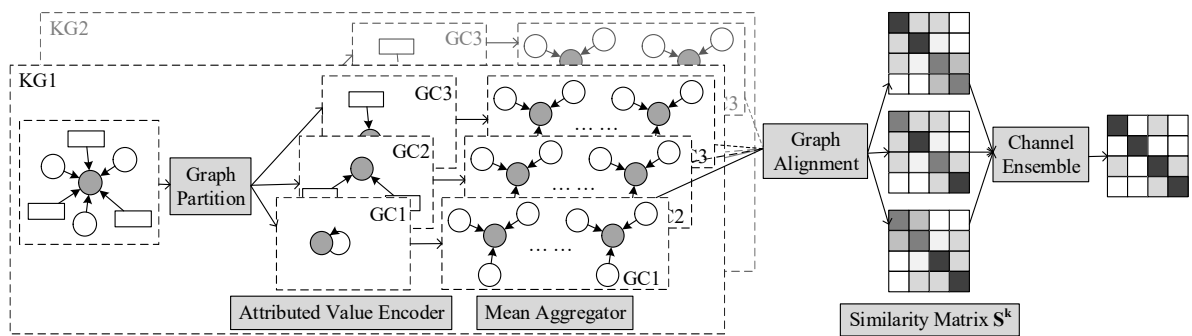 KG2
GC3
KG1
GC3
GC2
GC1
3
3
C2
GC1
Graph
Partition
Attributed Value Encoder
Mean Aggregator
Graph
Alignment
Channel
Ensemble
Similarity Matrix S^k